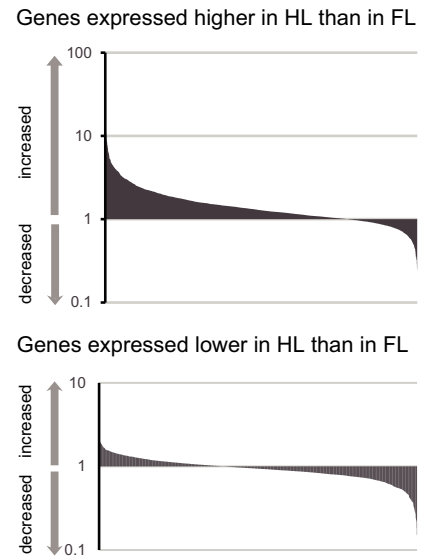 Genes expressed higher in HL than in FL
100
10
1
0.1
increased
decreased
Genes expressed lower in HL than in FL
10
1
0.1
increased
decreased